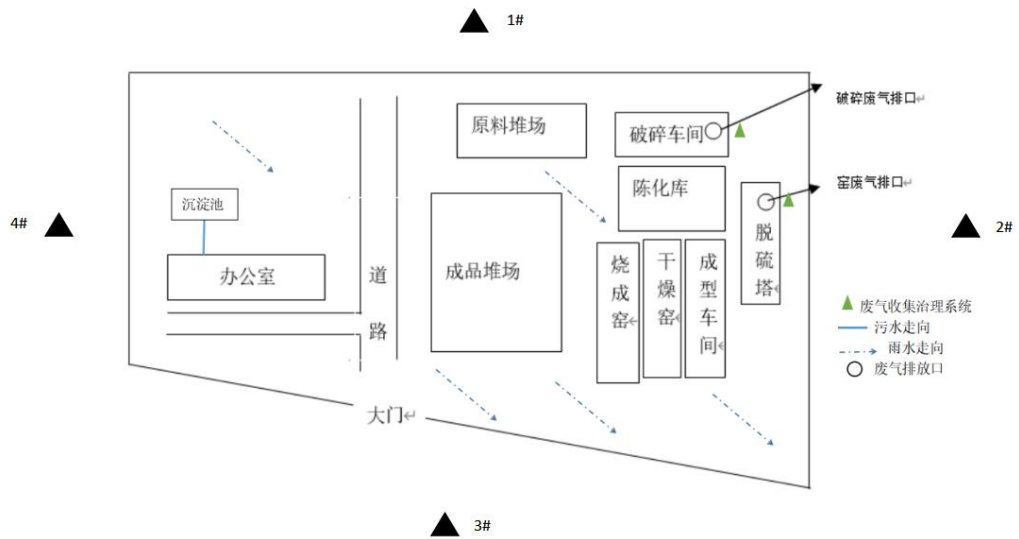 1#
破碎废气排口↵
原料堆场
破碎车间
陈化库
窑废气排口↵
沉淀池
4#
2#
脱硫塔↵
办公室
道路
成品堆场
烧成窑↵
干燥窑↵
成型车间↵
废气收集治理系统
污水走向
雨水走向
废气排放口
大门↵
3#